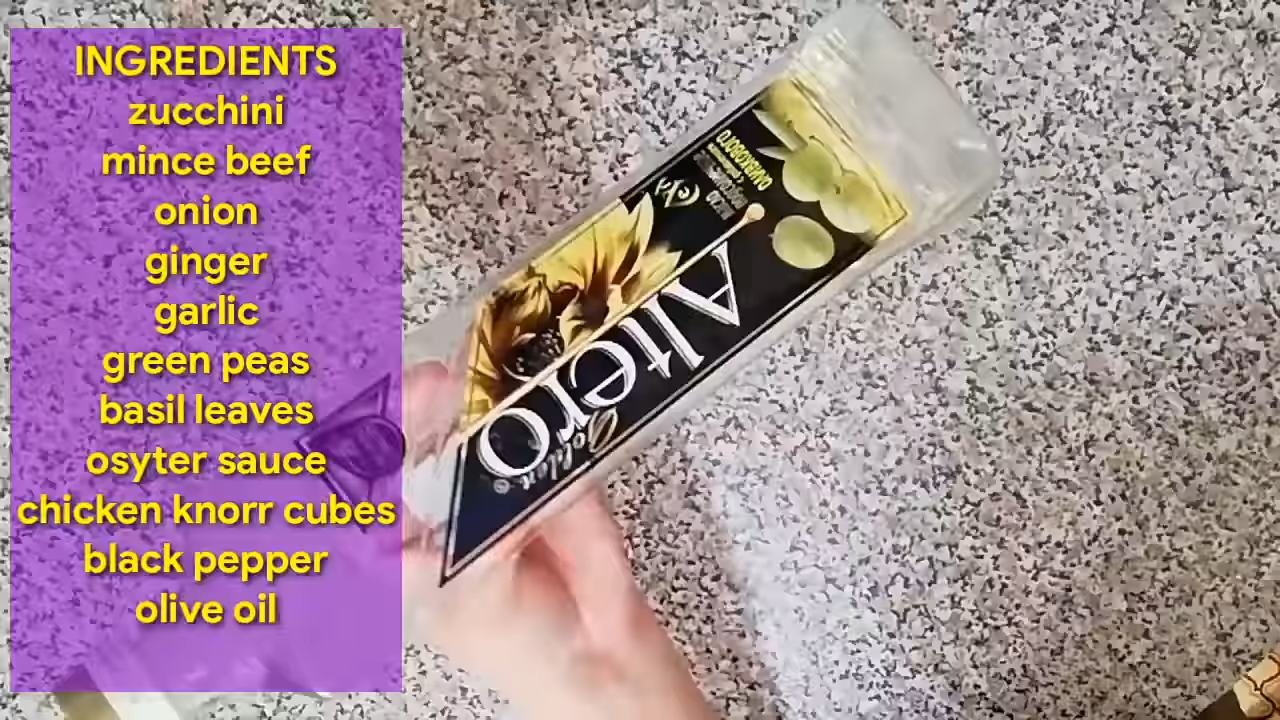 INGREDIENTS
zucchini
mince beef
onion
ginger
garlic
green peas
basil leaves
osyter sauce
chicken knorr cubes
black pepper
olive oil
Altero
Golden